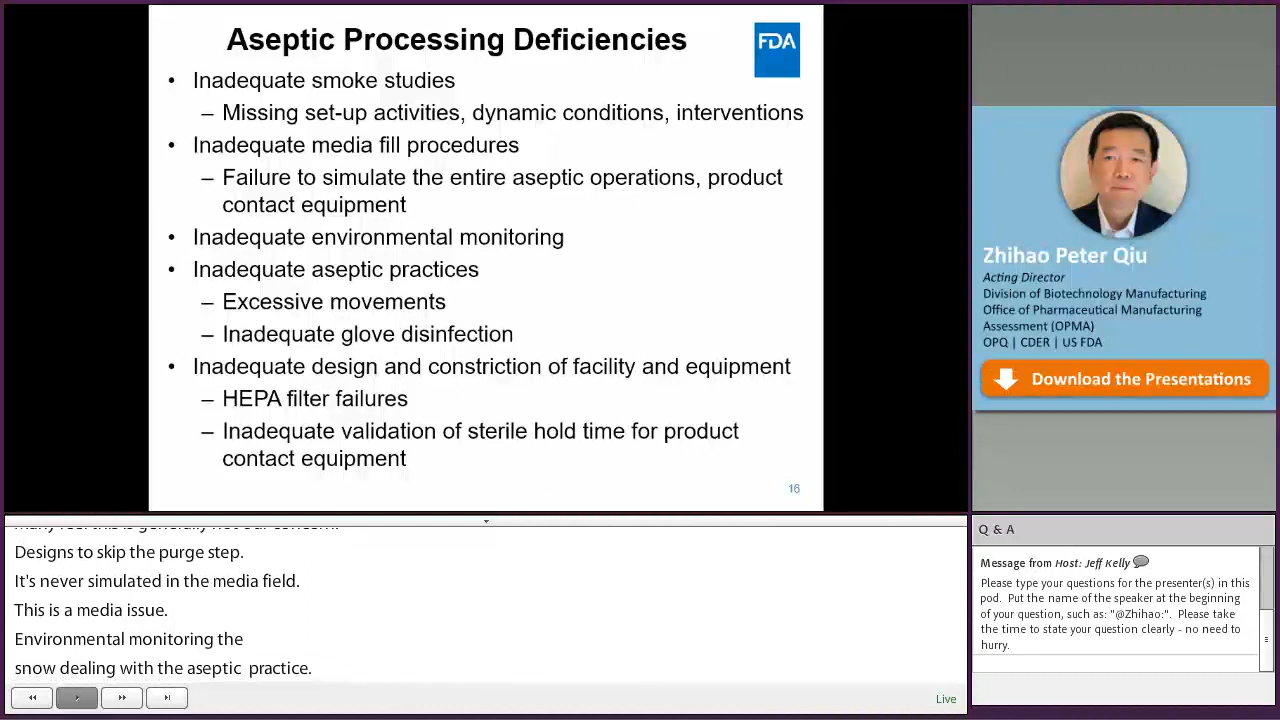 Aseptic Processing Deficiencies
FDA
• Inadequate smoke studies
– Missing set-up activities, dynamic conditions, interventions
• Inadequate media fill procedures
– Failure to simulate the entire aseptic operations, product
contact equipment
• Inadequate environmental monitoring
• Inadequate aseptic practices
– Excessive movements
– Inadequate glove disinfection
• Inadequate design and constriction of facility and equipment
– HEPA filter failures
– Inadequate validation of sterile hold time for product
contact equipment
16
Zhihao Peter Qiu
Acting Director
Division of Biotechnology Manufacturing
Office of Pharmaceutical Manufacturing
Assessment (OPMA)
OPQ | CDER | US FDA
Download the Presentations
Designs to skip the purge step.
It's never simulated in the media field.
This is a media issue.
Environmental monitoring the
snow dealing with the aseptic practice.
Live
Q & A
Message from Host: Jeff Kelly
Please type your questions for the presenter(s) in this
pod. Put the name of the speaker at the beginning
of your question, such as: "@Zhihao:". Please take
the time to state your question clearly - no need to
hurry.